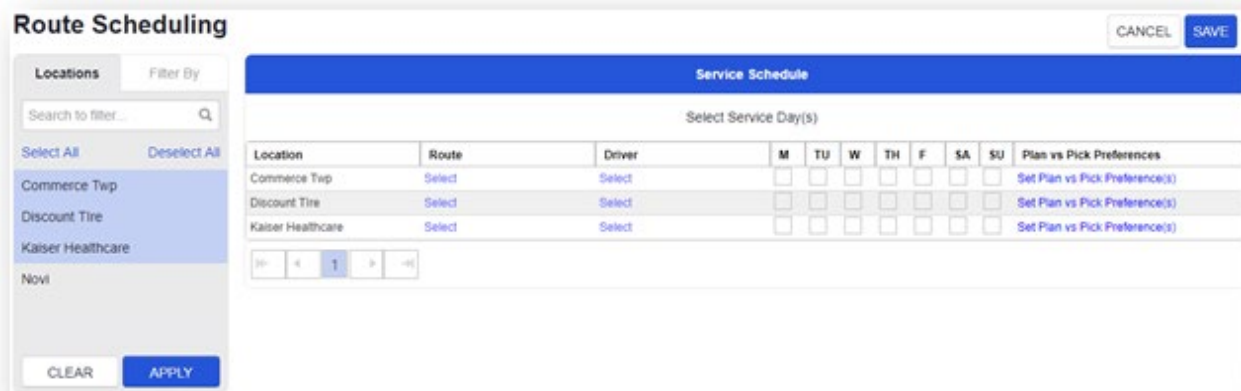 Route Scheduling
CANCEL SAVE
Locations Filter By
Search to filter...
Select All Deselect All
Commerce Twp
Discount Tire
Kaiser Healthcare
Novi
CLEAR APPLY
Service Schedule
Select Service Day(s)
Location Route Driver M TU W TH F SA SU Plan vs Pick Preferences
Commerce Twp Select Select Set Plan vs Pick Preference(s)
Discount Tire Select Select Set Plan vs Pick Preference(s)
Kaiser Healthcare Select Select Set Plan vs Pick Preference(s)
1